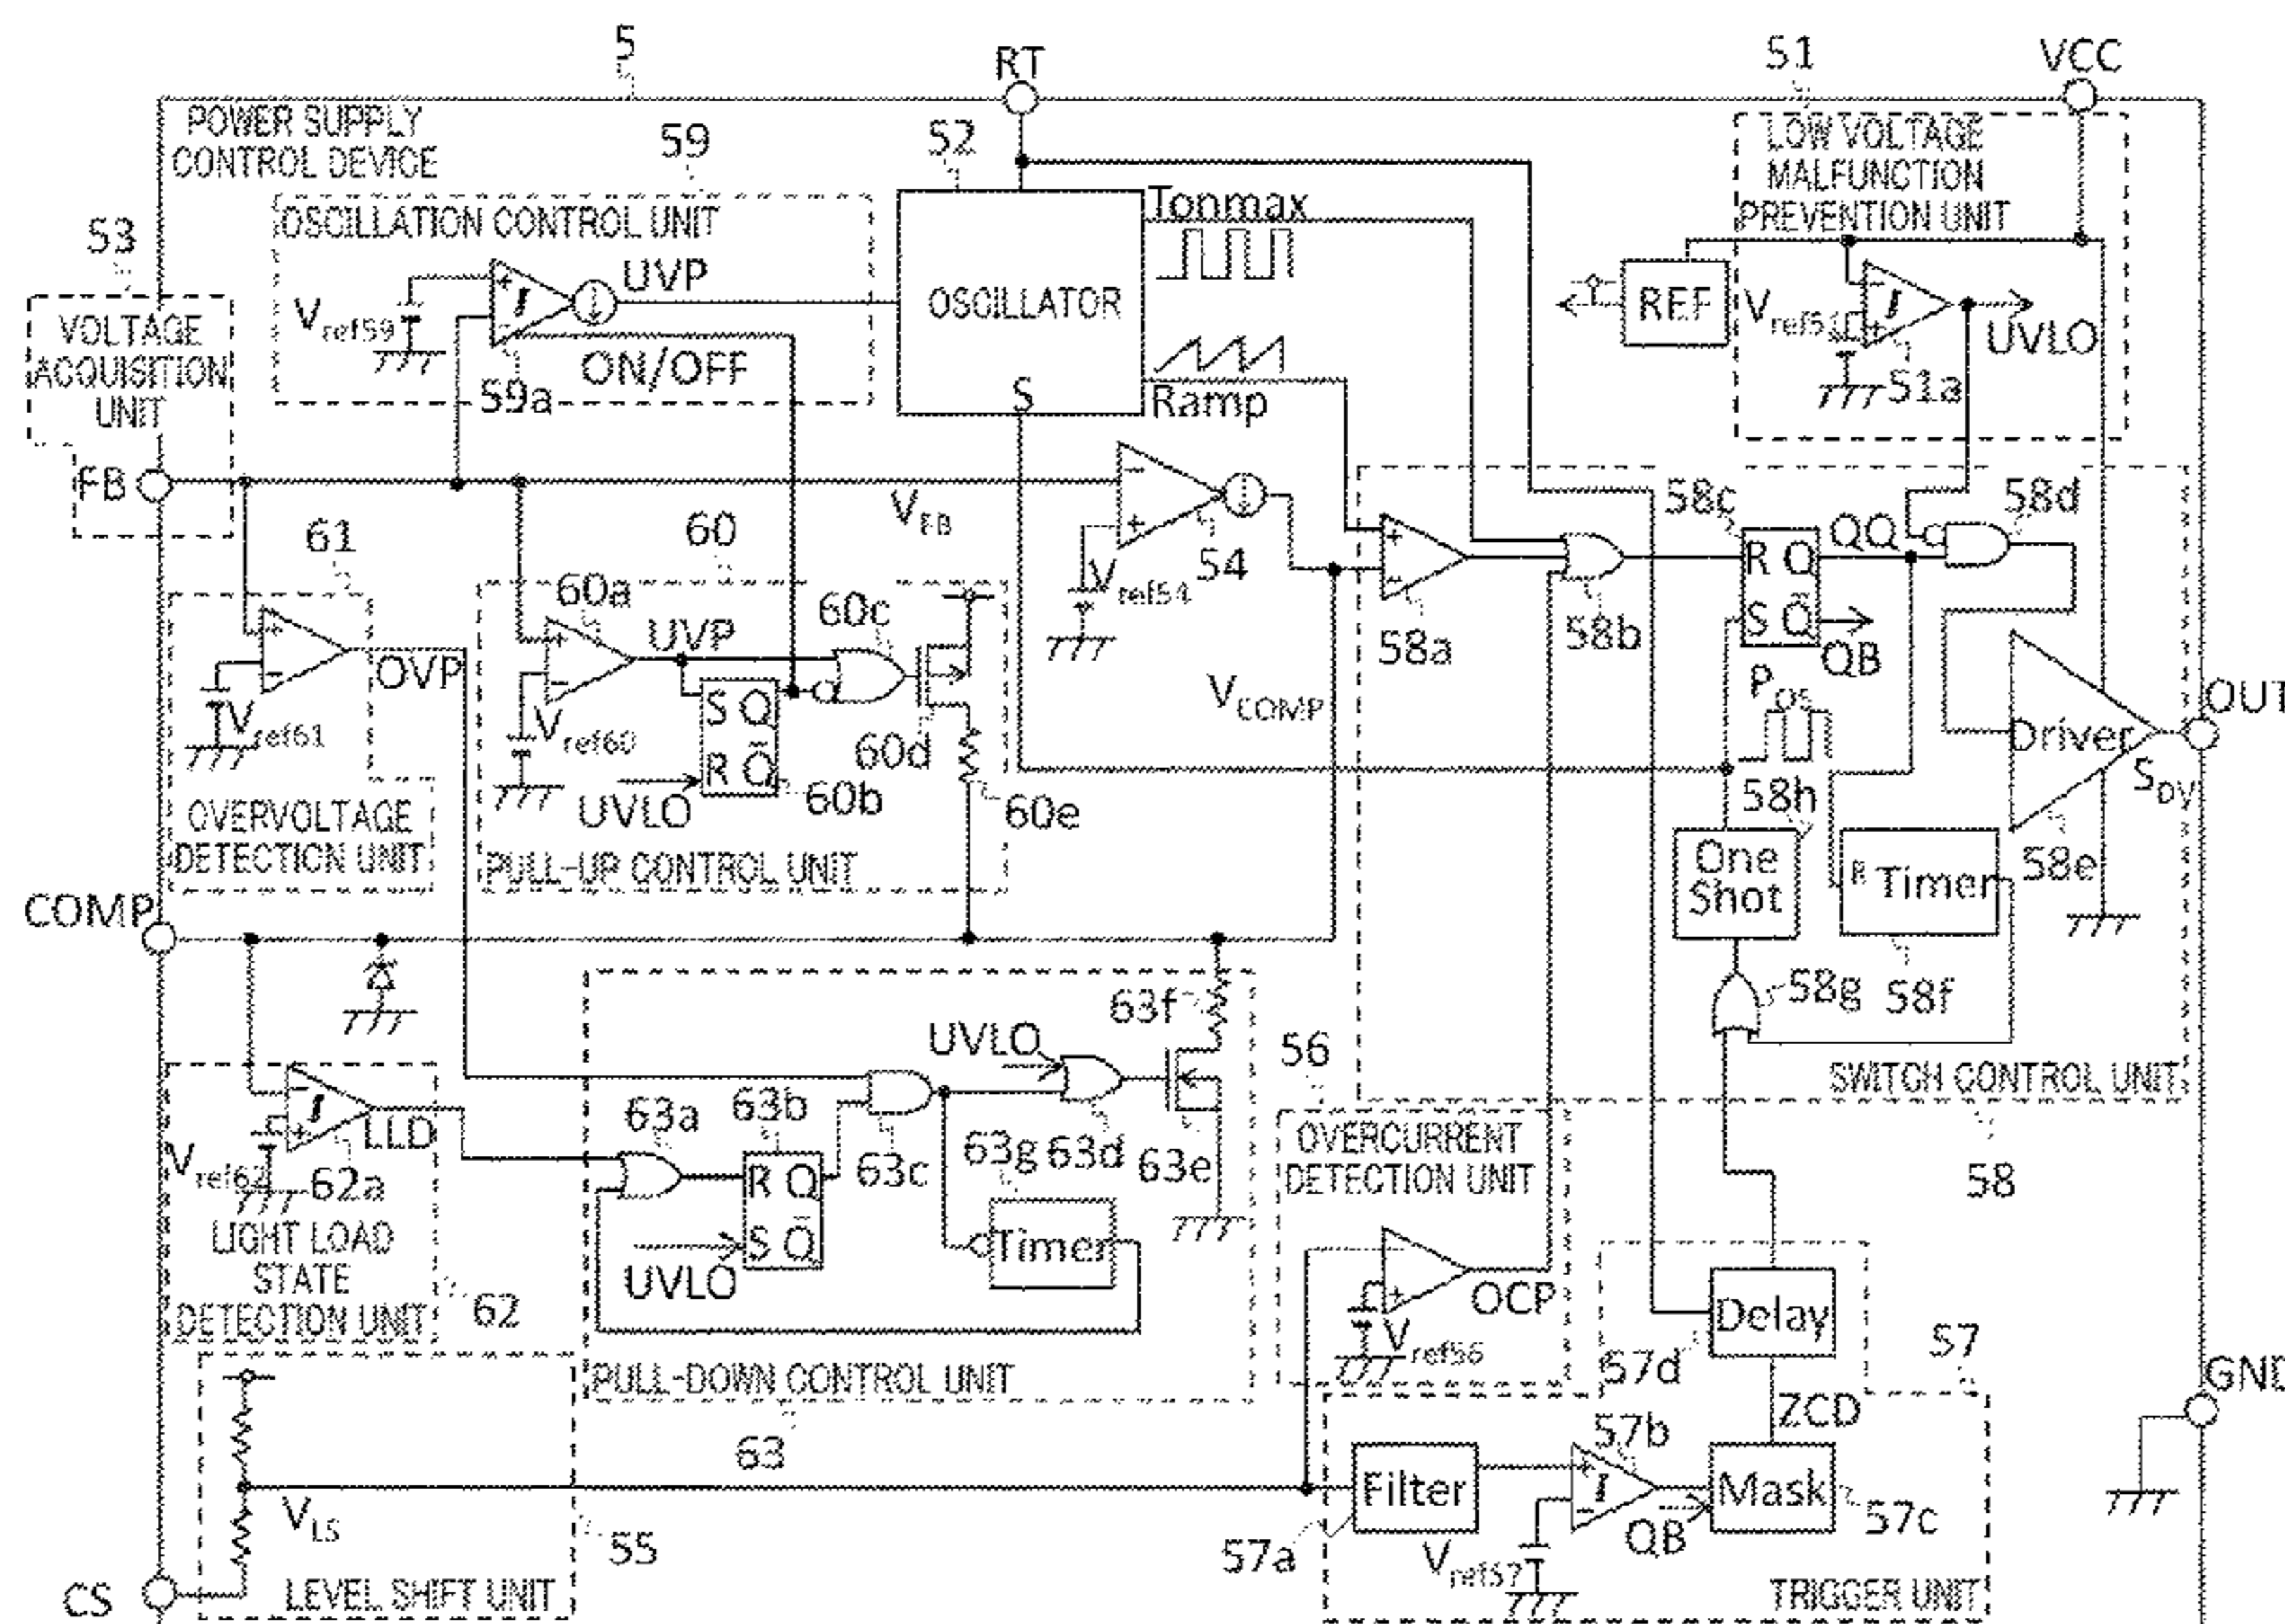 5
RT
51
VCC
POWER SUPPLY
CONTROL DEVICE
59
52
LOW VOLTAGE
MALFUNCTION
PREVENTION UNIT
53
OSCILLATION CONTROL UNIT
Tonmax
VOLTAGE
ACQUISITION
UNIT
Vref59
+
-
I
UVP
ON/OFF
59a
OSCILLATOR
S
Ramp
REF
Vref51
-
+
I
UVLO
51a
FB
VFB
-
+
Vref54
54
58c
QQ
58d
61
60
60a
UVP
60c
+
-
58a
58b
R Q
S Q̄
QB
+
-
OVP
Vref61
+
-
Vref60
S Q
R Q̄
UVLO
60b
60d
60e
VCOMP
POS
Driver
OUT
SDV
58h
OVERVOLTAGE
DETECTION UNIT
PULL-UP CONTROL UNIT
One
Shot
R Timer
58e
COMP
58g
58f
63f
UVLO
56
SWITCH CONTROL UNIT
58
-
+
I
LLD
Vref62
62a
63a
63b
63c
63g
63d
63e
OVERCURRENT
DETECTION UNIT
R Q
S Q̄
UVLO
Timer
LIGHT LOAD
STATE
DETECTION UNIT
62
-
+
OCP
Vref56
Delay
57d
57
PULL-DOWN CONTROL UNIT
63
GND
ZCD
57b
VLS
55
Filter
57a
+
-
I
Vref57
QB
Mask
57c
CS
LEVEL SHIFT UNIT
TRIGGER UNIT